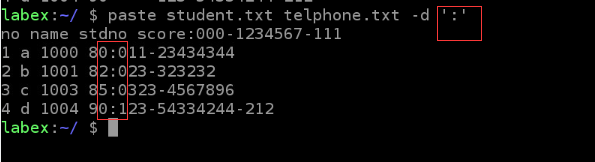 labex:~/ $ paste student.txt telphone.txt -d ':'
no name stdno score:000-1234567-111
1 a 1000 80:011-23434344
2 b 1001 82:023-323232
3 c 1003 85:0323-4567896
4 d 1004 90:123-54334244-212
labex:~/ $